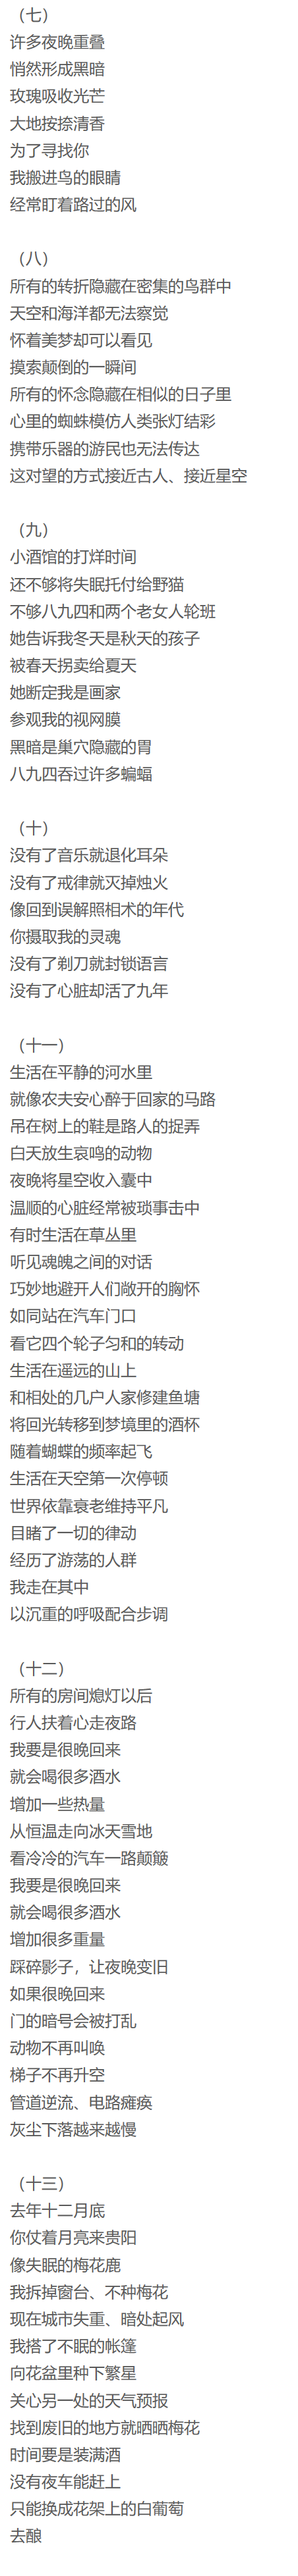 （七）
许多夜晚重叠
悄然形成黑暗
玫瑰吸收光芒
大地按捺清香
为了寻找你
我搬进鸟的眼睛
经常盯着路过的风
（八）
所有的转折隐藏在密集的鸟群中
天空和海洋都无法察觉
怀着美梦却可以看见
摸索颠倒的一瞬间
所有的怀念隐藏在相似的日子里
心里的蜘蛛模仿人类张灯结彩
携带乐器的游民也无法传达
这对望的方式接近古人、接近星空
（九）
小酒馆的打烊时间
还不够将失眠托付给野猫
不够八九四和两个老女人轮班
她告诉我冬天是秋天的孩子
被春天拐卖给夏天
她断定我是画家
参观我的视网膜
黑暗是巢穴隐藏的胃
八九四吞过许多蝙蝠
（十）
没有了音乐就退化耳朵
没有了戒律就灭掉烛火
像回到误解照相术的年代
你摄取我的灵魂
没有了剃刀就封锁语言
没有了心脏却活了九年
（十一）
生活在平静的河水里
就像农夫安心醉于回家的马路
吊在树上的鞋是路人的捉弄
白天放生哀鸣的动物
夜晚将星空收入囊中
温顺的心脏经常被琐事击中
有时生活在草丛里
听见魂魄之间的对话
巧妙地避开人们敞开的胸怀
如同站在汽车门口
看它四个轮子匀和的转动
生活在遥远的山上
和相处的几户人家修建鱼塘
将回光转移到梦境里的酒杯
随着蝴蝶的频率起飞
生活在天空第一次停顿
世界依靠衰老维持平凡
目睹了一切的律动
经历了游荡的人群
我走在其中
以沉重的呼吸配合步调
（十二）
所有的房间熄灯以后
行人扶着心走夜路
我要是很晚回来
就会喝很多酒水
增加一些热量
从恒温走向冰天雪地
看冷冷的汽车一路颠簸
我要是很晚回来
就会喝很多酒水
增加很多重量
踩碎影子，让夜晚变旧
如果很晚回来
门的暗号会被打乱
动物不再叫唤
梯子不再升空
管道逆流、电路瘫痪
灰尘下落越来越慢
（十三）
去年十二月底
你仗着月亮来贵阳
像失眠的梅花鹿
我拆掉窗台、不种梅花
现在城市失重、暗处起风
我搭了不眠的帐篷
向花盆里种下繁星
关心另一处的天气预报
找到废旧的地方就晒晒梅花
时间要是装满酒
没有夜车能赶上
只能换成花架上的白葡萄
去酿